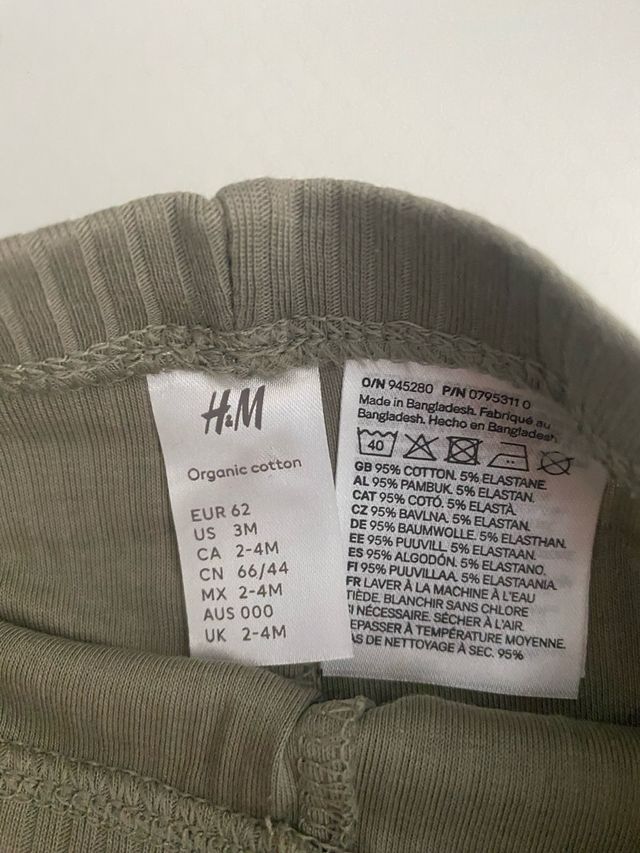 H&M
Organic cotton
EUR 62
US 3M
CA 2-4M
CN 66/44
MX 2-4M
AUS 000
UK 2-4M
O/N 945280 P/N 0795311 0
Made in Bangladesh. Fabriqué au
Bangladesh. Hecho en Bangladesh
40
GB 95% COTTON. 5% ELASTANE.
AL 95% PAMBUK. 5% ELASTAN.
CAT 95% COTÓ. 5% ELASTÀ.
CZ 95% BAVLNA. 5% ELASTAN.
DE 95% BAUMWOLLE. 5% ELASTHAN.
EE 95% PUUVILL. 5% ELASTAAN.
ES 95% ALGODÓN. 5% ELASTANO.
FI 95% PUUVILLAA. 5% ELASTAANIA.
FR LAVER À LA MACHINE À L'EAU
TIÈDE. BLANCHIR SANS CHLORE
I NÉCESSAIRE. SÉCHER À L'AIR.
EPASSER À TEMPÉRATURE MOYENNE.
AS DE NETTOYAGE À SEC. 95%